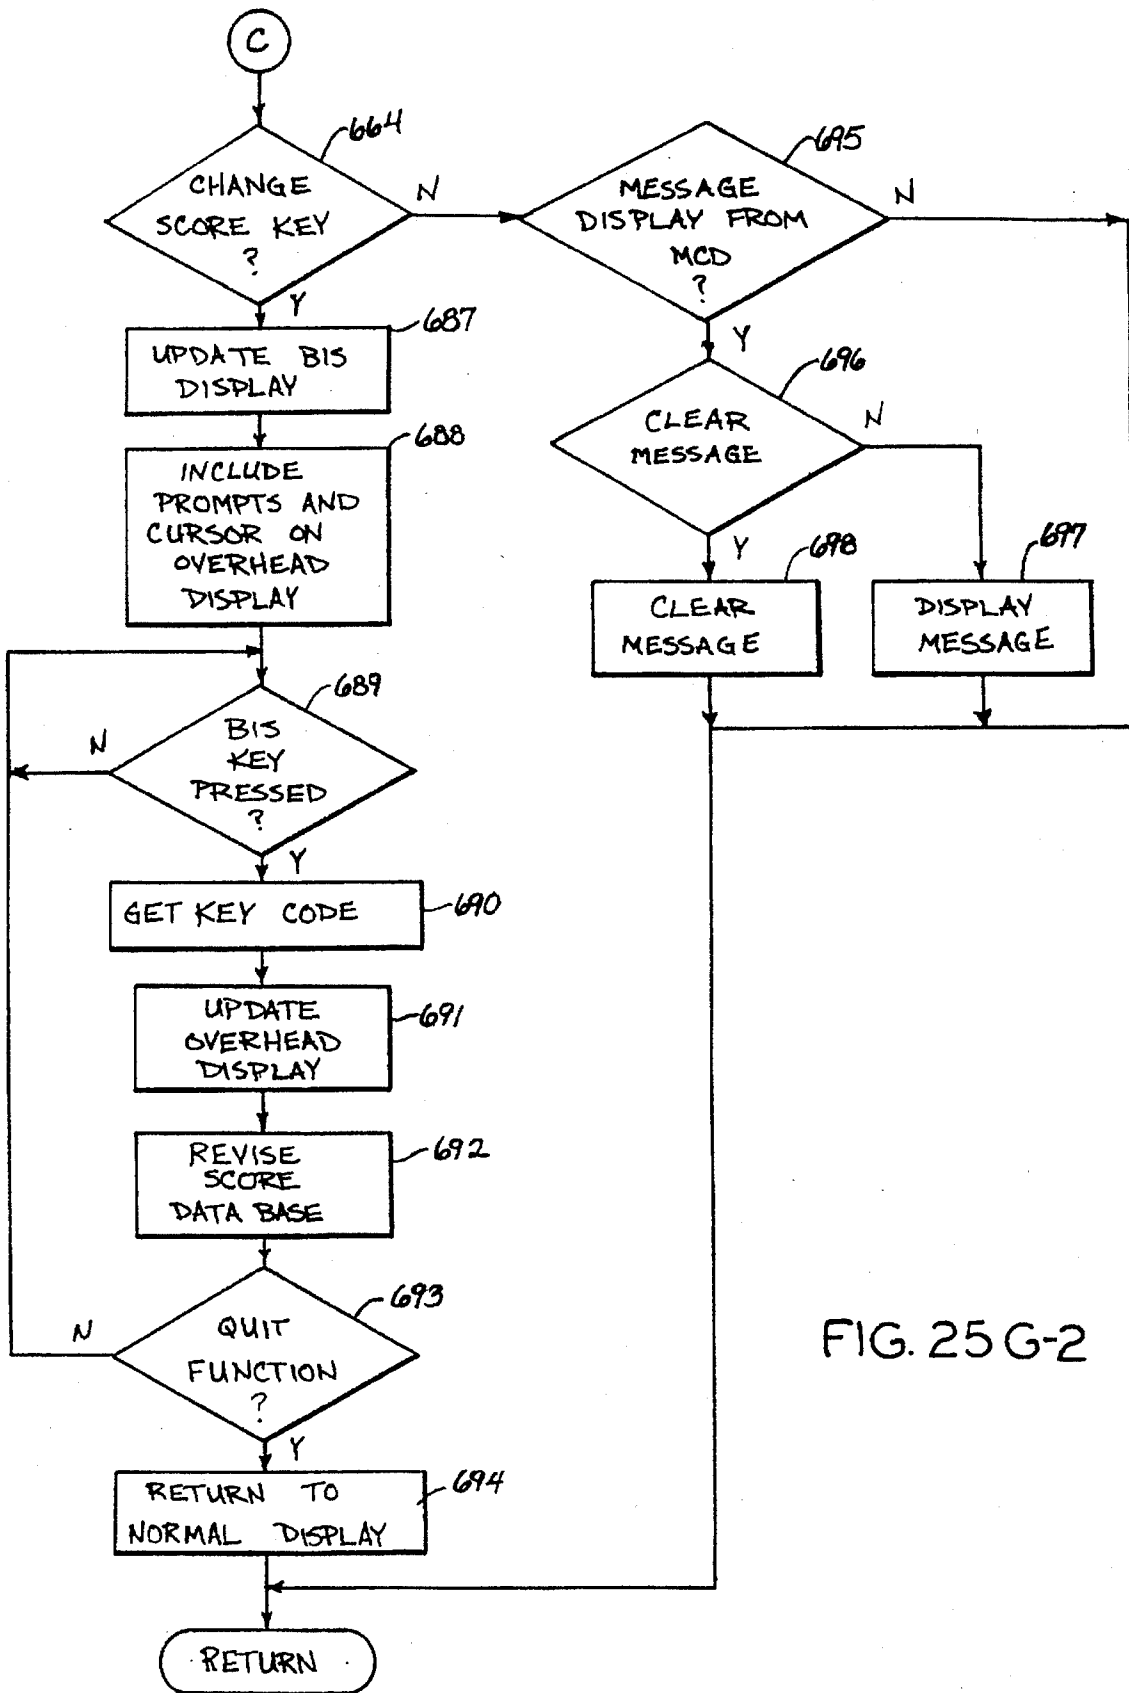 C
664
CHANGE
SCORE KEY
?
N
Y
695
MESSAGE
DISPLAY FROM
MCD
?
N
Y
687
UPDATE BIS
DISPLAY
696
CLEAR
MESSAGE
N
Y
688
INCLUDE
PROMPTS AND
CURSOR ON
OVERHEAD
DISPLAY
698
CLEAR
MESSAGE
697
DISPLAY
MESSAGE
689
BIS
KEY
PRESSED
?
N
Y
GET KEY CODE
690
UPDATE
OVERHEAD
DISPLAY
691
REVISE
SCORE
DATA BASE
692
693
QUIT
FUNCTION
?
N
Y
RETURN TO
NORMAL DISPLAY
694
RETURN
FIG. 25 G-2